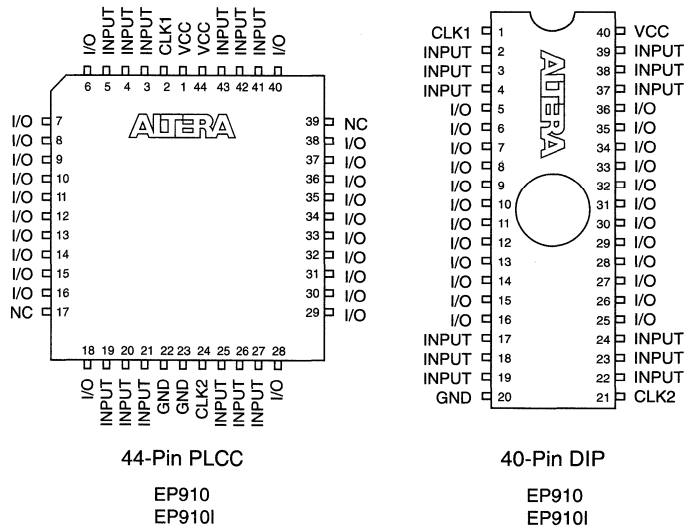 I/O INPUT INPUT INPUT CLK1 VCC VCC INPUT INPUT INPUT I/O
6 5 4 3 2 1 44 43 42 41 40
ALTERA
I/O 7 39 NC
I/O 8 38 I/O
I/O 9 37 I/O
I/O 10 36 I/O
I/O 11 35 I/O
I/O 12 34 I/O
I/O 13 33 I/O
I/O 14 32 I/O
I/O 15 31 I/O
I/O 16 30 I/O
NC 17 29 I/O
18 19 20 21 22 23 24 25 26 27 28
I/O INPUT INPUT INPUT GND GND CLK2 INPUT INPUT INPUT I/O
44-Pin PLCC
EP910
EP910I
CLK1 1 40 VCC
INPUT 2 39 INPUT
INPUT 3 38 INPUT
INPUT 4 37 INPUT
ALTERA
I/O 5 36 I/O
I/O 6 35 I/O
I/O 7 34 I/O
I/O 8 33 I/O
I/O 9 32 I/O
I/O 10 31 I/O
I/O 11 30 I/O
I/O 12 29 I/O
I/O 13 28 I/O
I/O 14 27 I/O
I/O 15 26 I/O
I/O 16 25 I/O
INPUT 17 24 INPUT
INPUT 18 23 INPUT
INPUT 19 22 INPUT
GND 20 21 CLK2
40-Pin DIP
EP910
EP910I